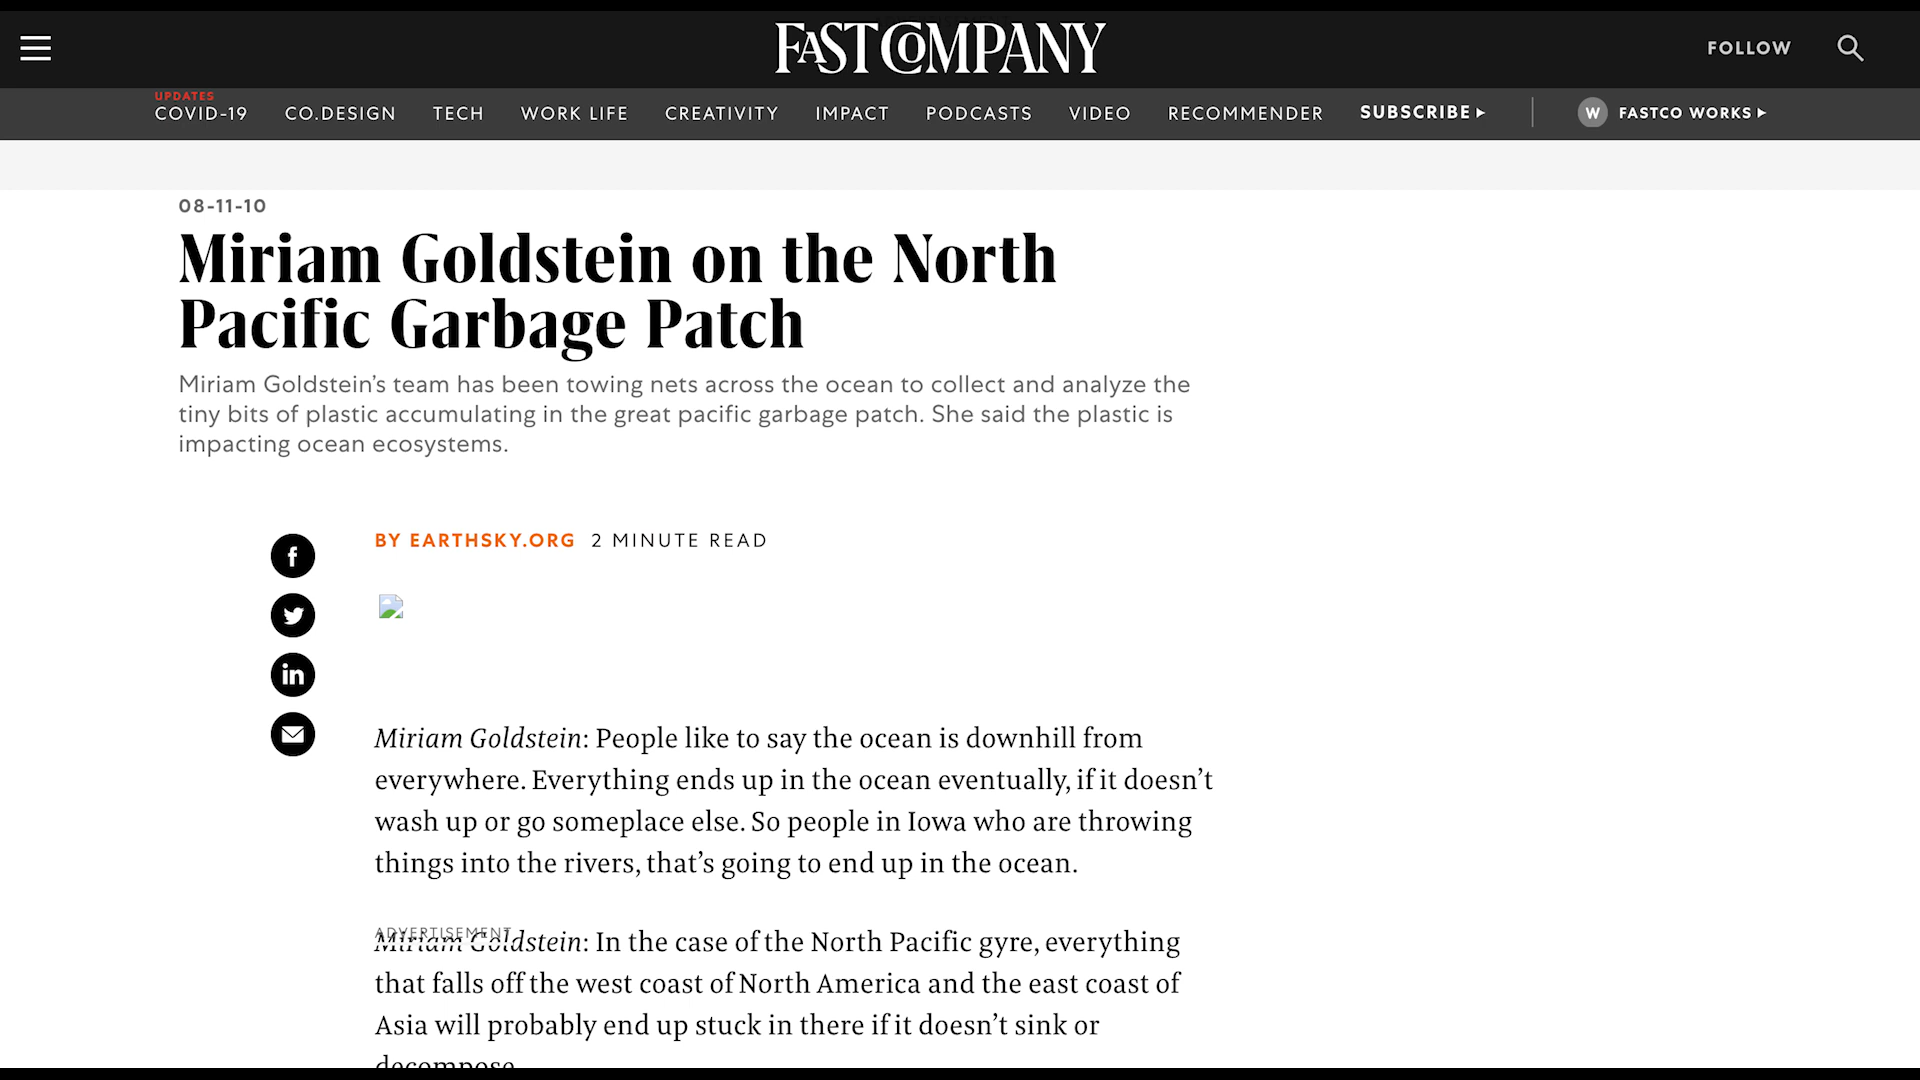 FAST COMPANY
FOLLOW
UPDATES
COVID-19 CO.DESIGN TECH WORK LIFE CREATIVITY IMPACT PODCASTS VIDEO RECOMMENDER SUBSCRIBE W FASTCO WORKS
08-11-10
Miriam Goldstein on the North
Pacific Garbage Patch
Miriam Goldstein’s team has been towing nets across the ocean to collect and analyze the
tiny bits of plastic accumulating in the great pacific garbage patch. She said the plastic is
impacting ocean ecosystems.
BY EARTHSKY.ORG 2 MINUTE READ
Miriam Goldstein: People like to say the ocean is downhill from
everywhere. Everything ends up in the ocean eventually, if it doesn’t
wash up or go someplace else. So people in Iowa who are throwing
things into the rivers, that’s going to end up in the ocean.
ADVERTISEMENT
Miriam Goldstein: In the case of the North Pacific gyre, everything
that falls off the west coast of North America and the east coast of
Asia will probably end up stuck in there if it doesn’t sink or
decompose